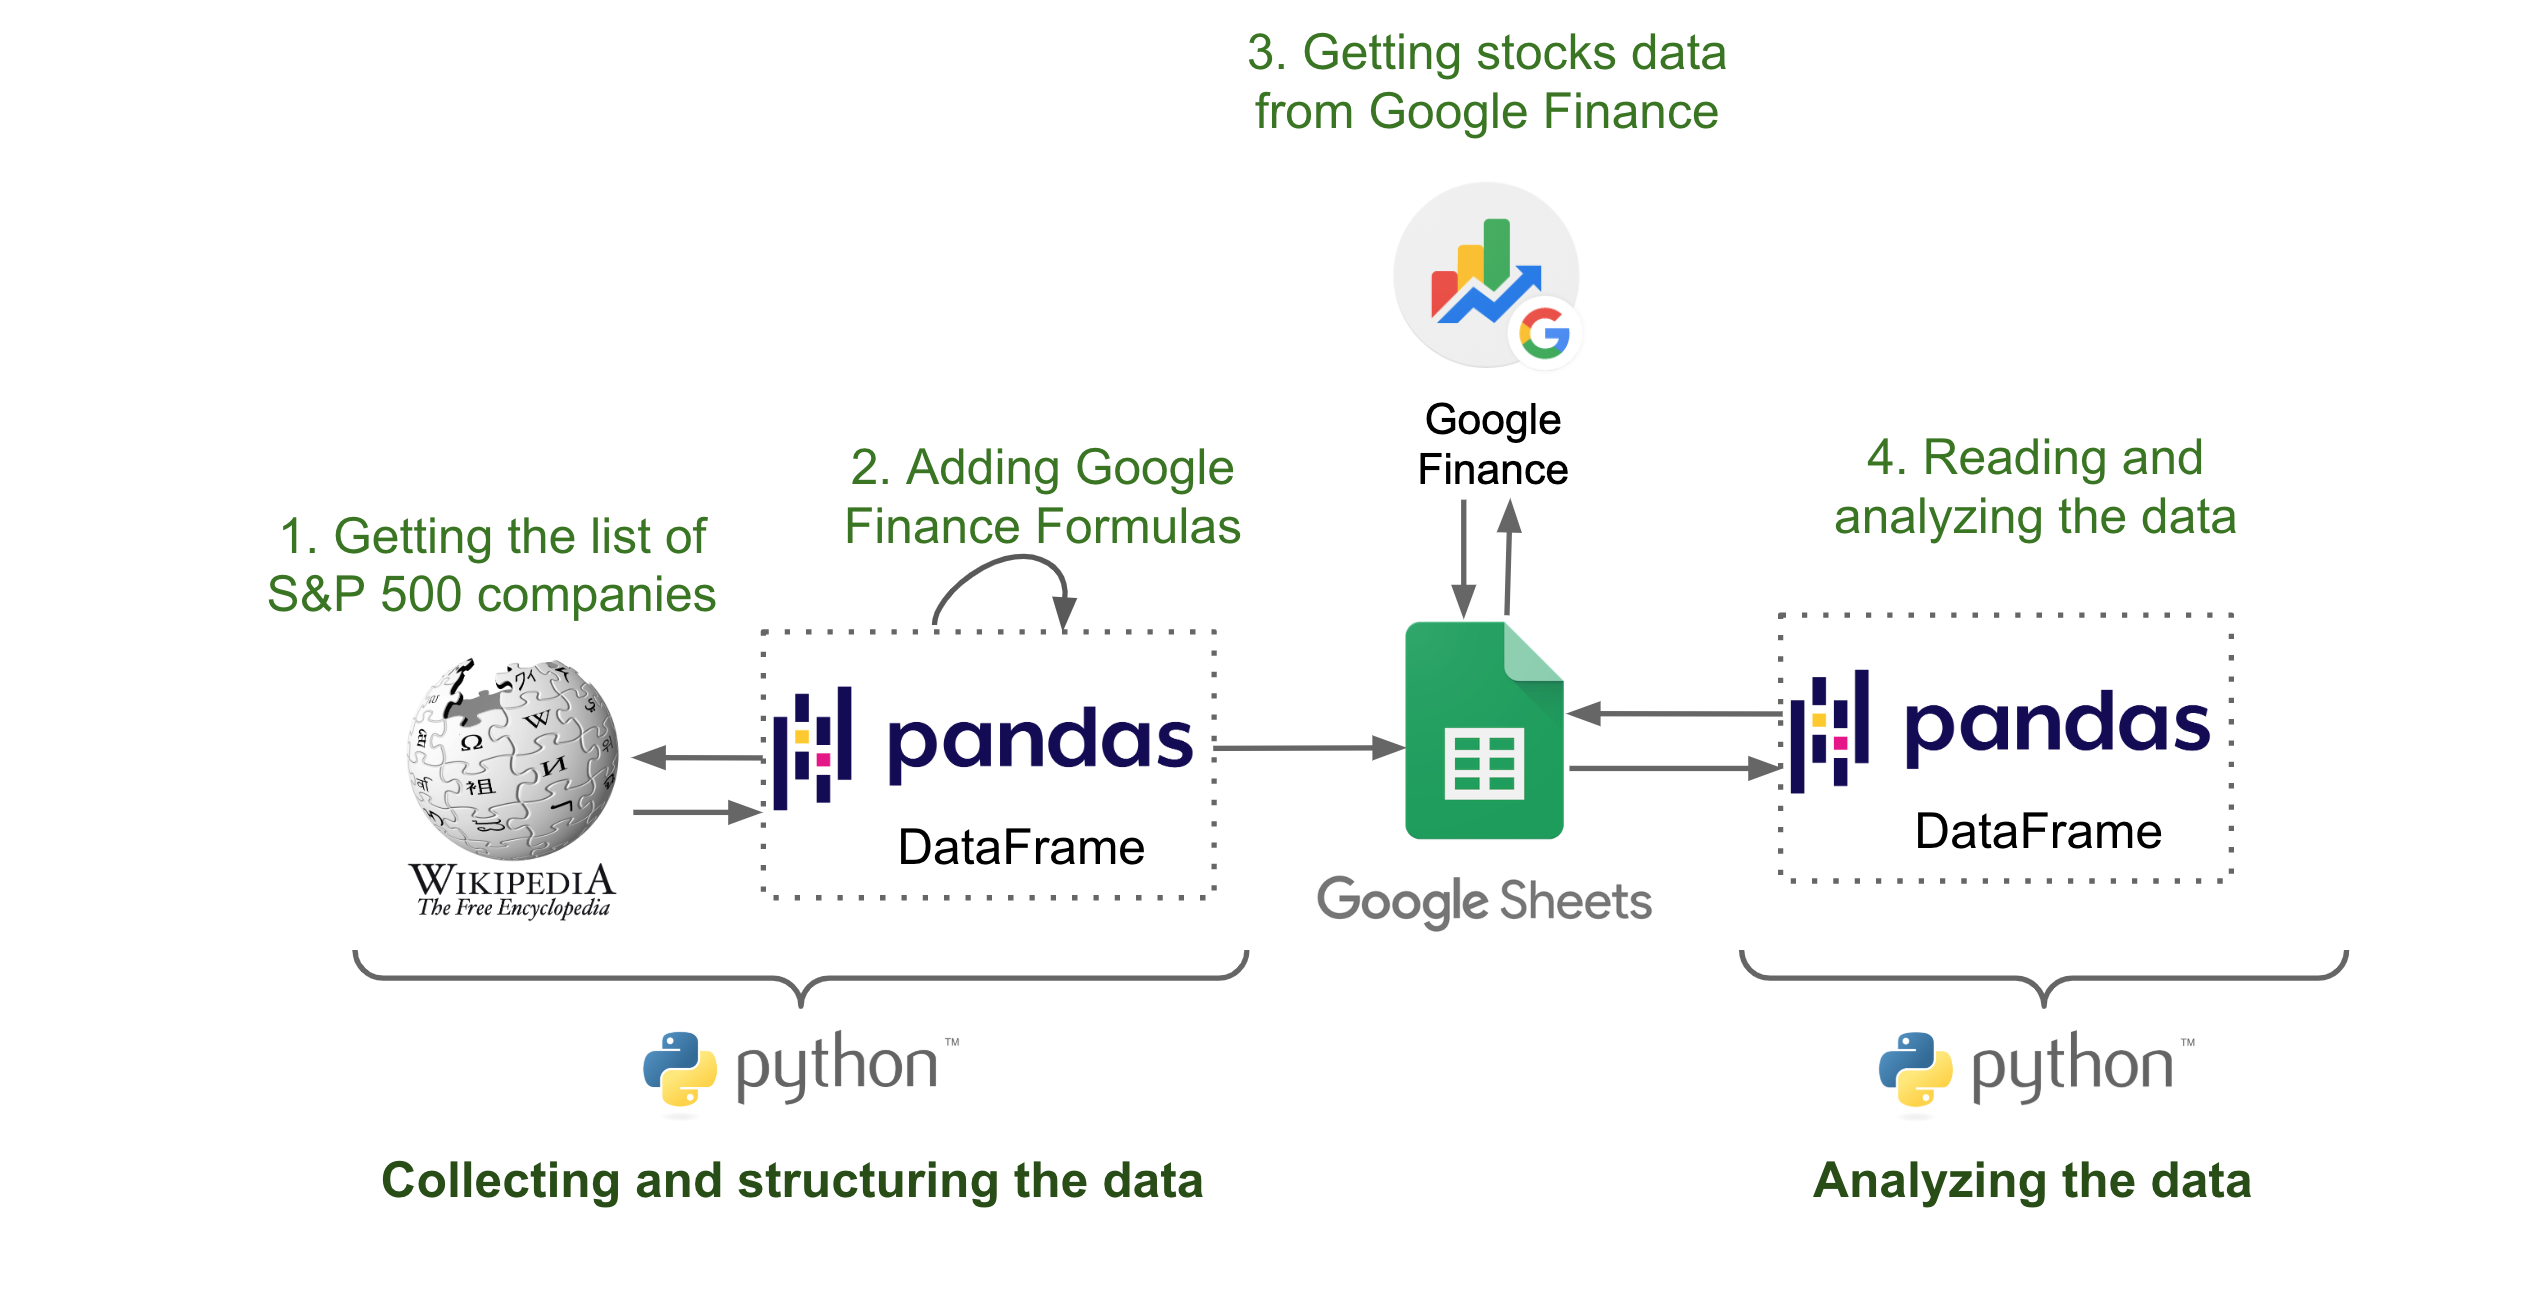 3. Getting stocks data
from Google Finance
Google
Finance
2. Adding Google
Finance Formulas
4. Reading and
analyzing the data
1. Getting the list of
S&P 500 companies
Ω
W
И
祖
pandas
DataFrame
pandas
DataFrame
WIKIPEDIA
The Free Encyclopedia
Google Sheets
python™
python™
Collecting and structuring the data
Analyzing the data